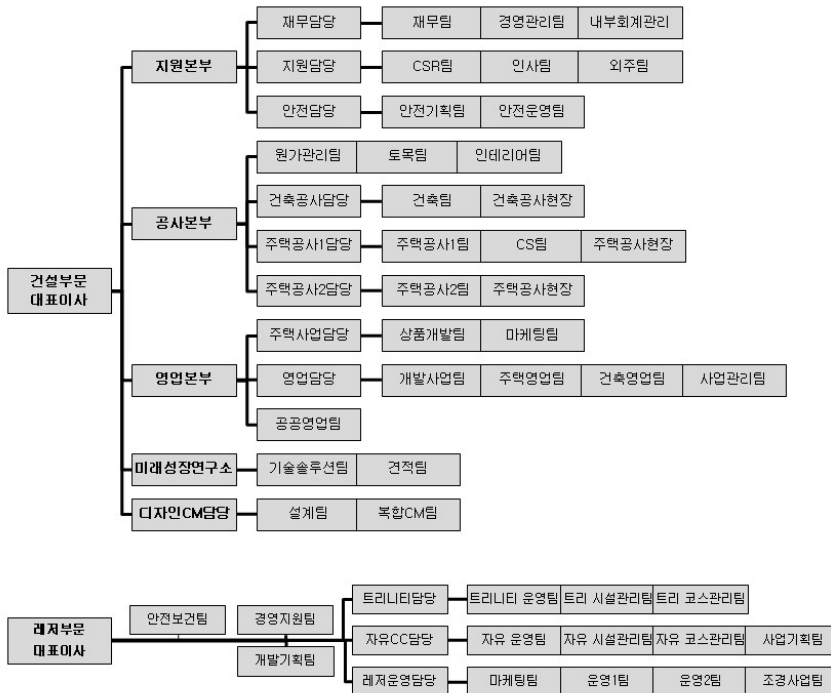 재무담당 재무팀 경영관리팀 내부회계관리
지원본부 지원담당 CSR팀 인사팀 외주팀
안전담당 안전기획팀 안전운영팀
원가관리팀 토목팀 인테리어팀
건축공사담당 건축팀 건축공사현장
공사본부
주택공사1담당 주택공사1팀 CS팀 주택공사현장
건설부문
대표이사
주택공사2담당 주택공사2팀 주택공사현장
주택사업담당 상품개발팀 마케팅팀
영업본부 영업담당 개발사업팀 주택영업팀 건축영업팀 사업관리팀
공공영업팀
미래성장연구소 기술솔루션팀 견적팀
디자인CM담당 설계팀 복합CM팀
트리니티담당 트리니티 운영팀 트리 시설관리팀 트리 코스관리팀
안전보건팀 경영지원팀
레저부문
대표이사
자유CC담당 자유 운영팀 자유 시설관리팀 자유 코스관리팀 사업기획팀
개발기획팀
레저운영담당 마케팅팀 운영1팀 운영2팀 조경사업팀